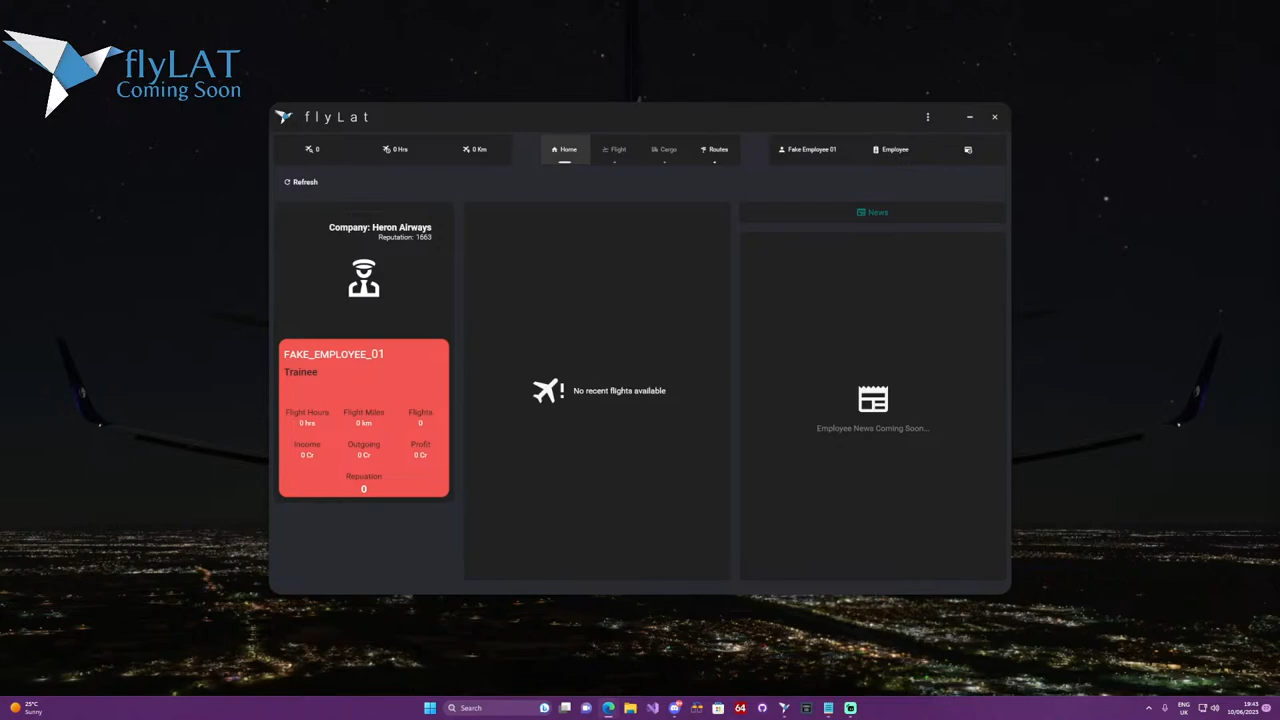 flyLAT
Coming Soon
flyLat
0
0 Hrs
0 Km
Home
Flight
Cargo
Routes
Fake Employee 01
Employee
Refresh
Company: Heron Airways
Reputation: 1663
FAKE_EMPLOYEE_01
Trainee
Flight Hours
0 hrs
Flight Miles
0 km
Flights
0
Income
0 Cr
Outgoing
0 Cr
Profit
0 Cr
Repuation
0
! No recent flights available
News
Employee News Coming Soon...
25°C
Sunny
Search
64
ENG
UK
19:43
10/06/2023